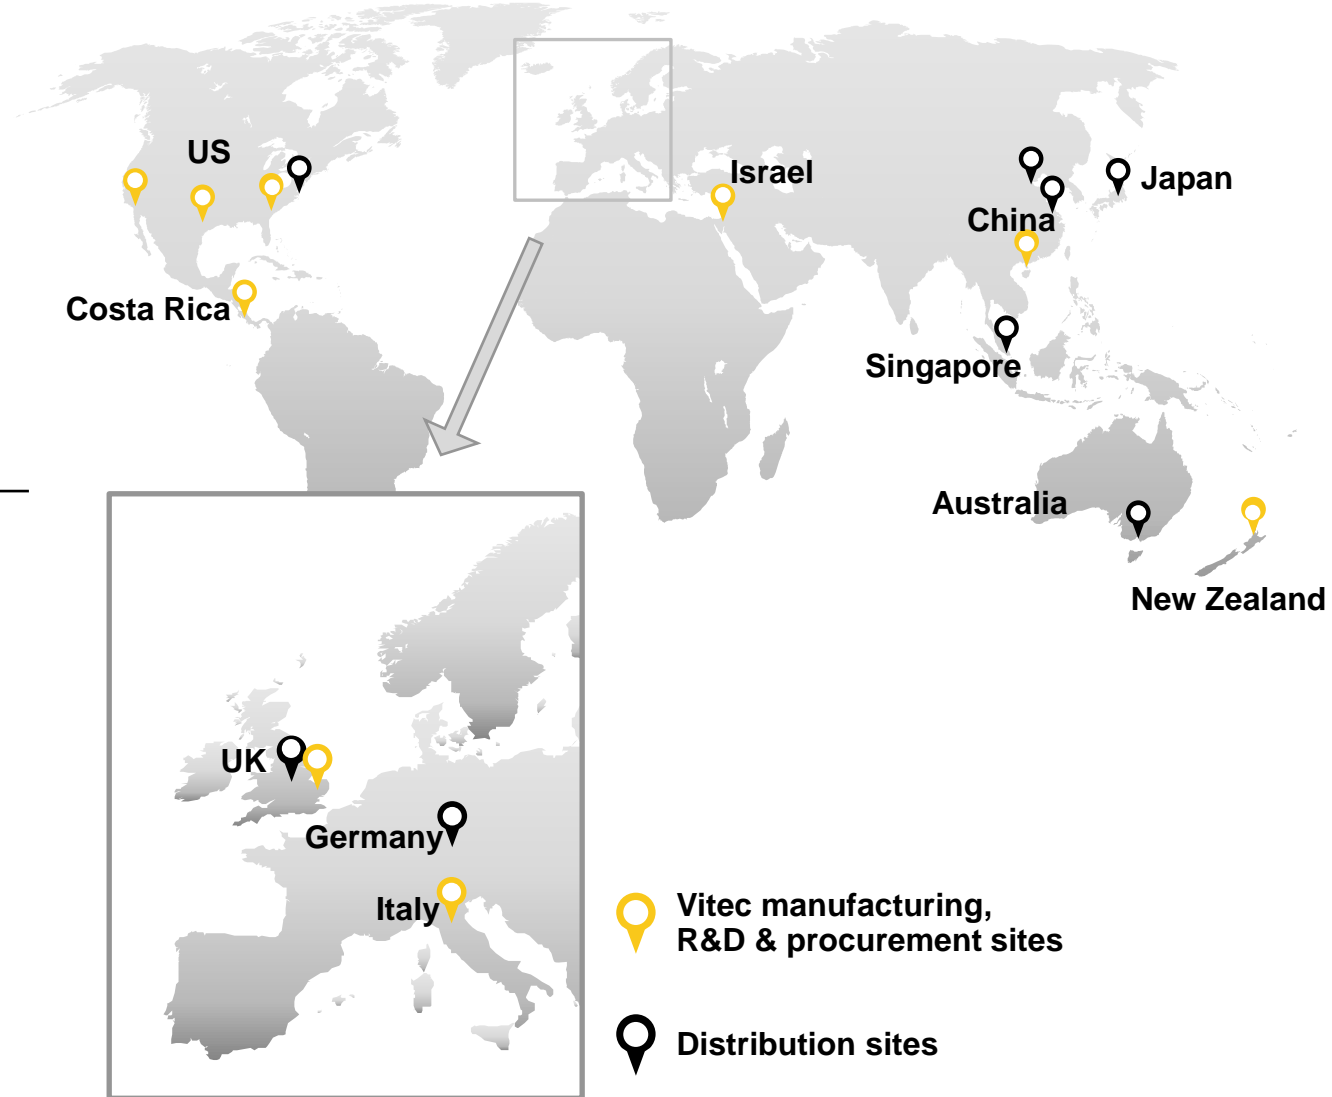 US
Israel
Japan
China
Costa Rica
Singapore
Australia
New Zealand
UK
Germany
Italy
Vitec manufacturing,
R&D & procurement sites
Distribution sites